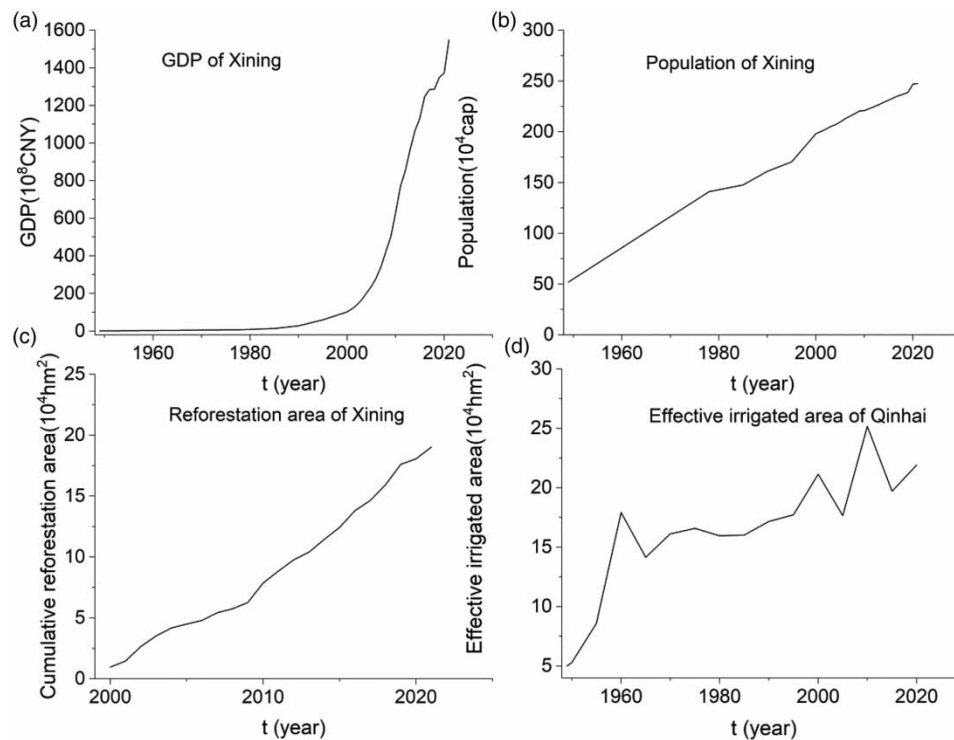 (a)
GDP of Xining
GDP(10⁸CNY)
1600
1400
1200
1000
800
600
400
200
0
1960
1980
2000
2020
t (year)
(b)
Population of Xining
Population(10⁴cap)
300
250
200
150
100
50
0
1960
1980
2000
2020
t (year)
(c)
Reforestation area of Xining
Cumulative reforestation area(10⁴hm²)
25
20
15
10
5
0
2000
2010
2020
t (year)
(d)
Effective irrigated area of Qinhai
Effective irrigated area(10⁴hm²)
30
25
20
15
10
5
1960
1980
2000
2020
t (year)